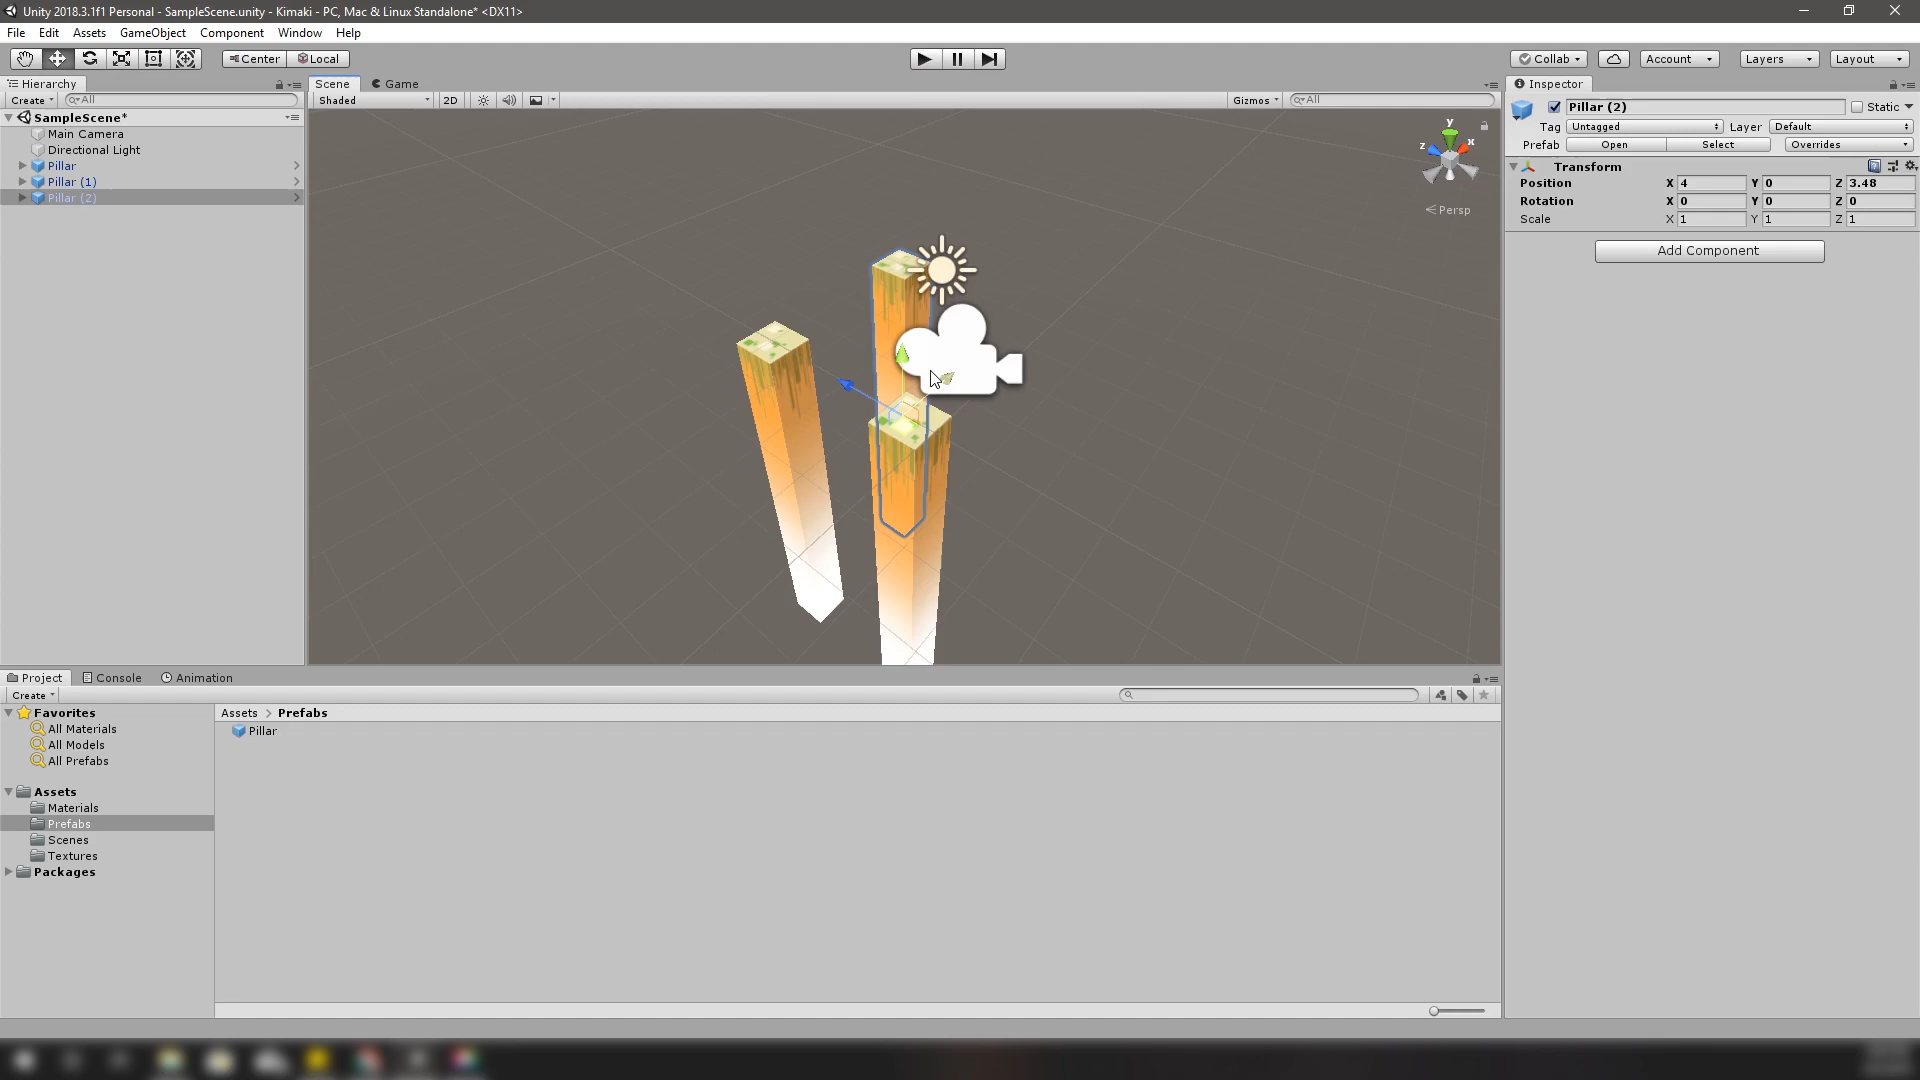 Unity 2018.3.1f1 Personal - SampleScene.unity - Kimaki - PC, Mac & Linux Standalone* <DX11>
File Edit Assets GameObject Component Window Help
Center Local Collab Account Layers Layout
Hierarchy
Create All
SampleScene*
Main Camera
Directional Light
Pillar
Pillar (1)
Pillar (2)
Scene Game
Shaded 2D Gizmos All
y
z x
Persp
Inspector
Pillar (2) Static
Tag Untagged Layer Default
Prefab Open Select Overrides
Transform
Position X 4 Y 0 Z 3.48
Rotation X 0 Y 0 Z 0
Scale X 1 Y 1 Z 1
Add Component
Project Console Animation
Create
Favorites
All Materials
All Models
All Prefabs
Assets
Materials
Prefabs
Scenes
Textures
Packages
Assets > Prefabs
Pillar